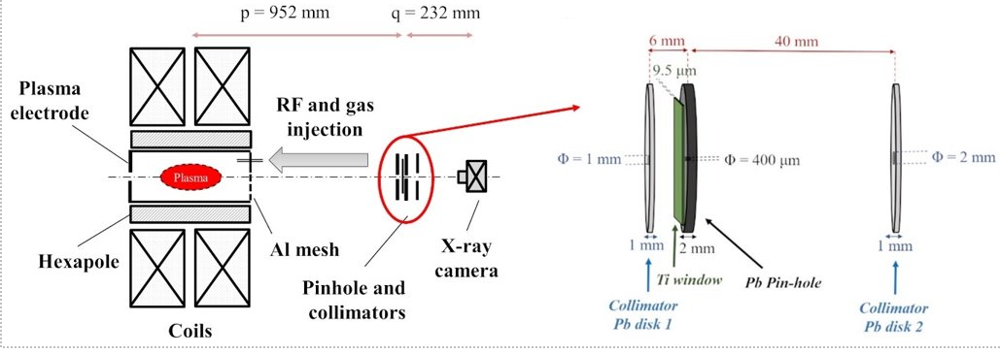 p = 952 mm
q = 232 mm
Plasma
electrode
RF and gas
injection
Plasma
Hexapole
Al mesh
Pinhole and
collimators
X-ray
camera
Coils
6 mm
40 mm
9.5 μm
Φ = 1 mm
Φ = 400 μm
Φ = 2 mm
1 mm
2 mm
1 mm
Ti window
Pb Pin-hole
Collimator
Pb disk 1
Collimator
Pb disk 2